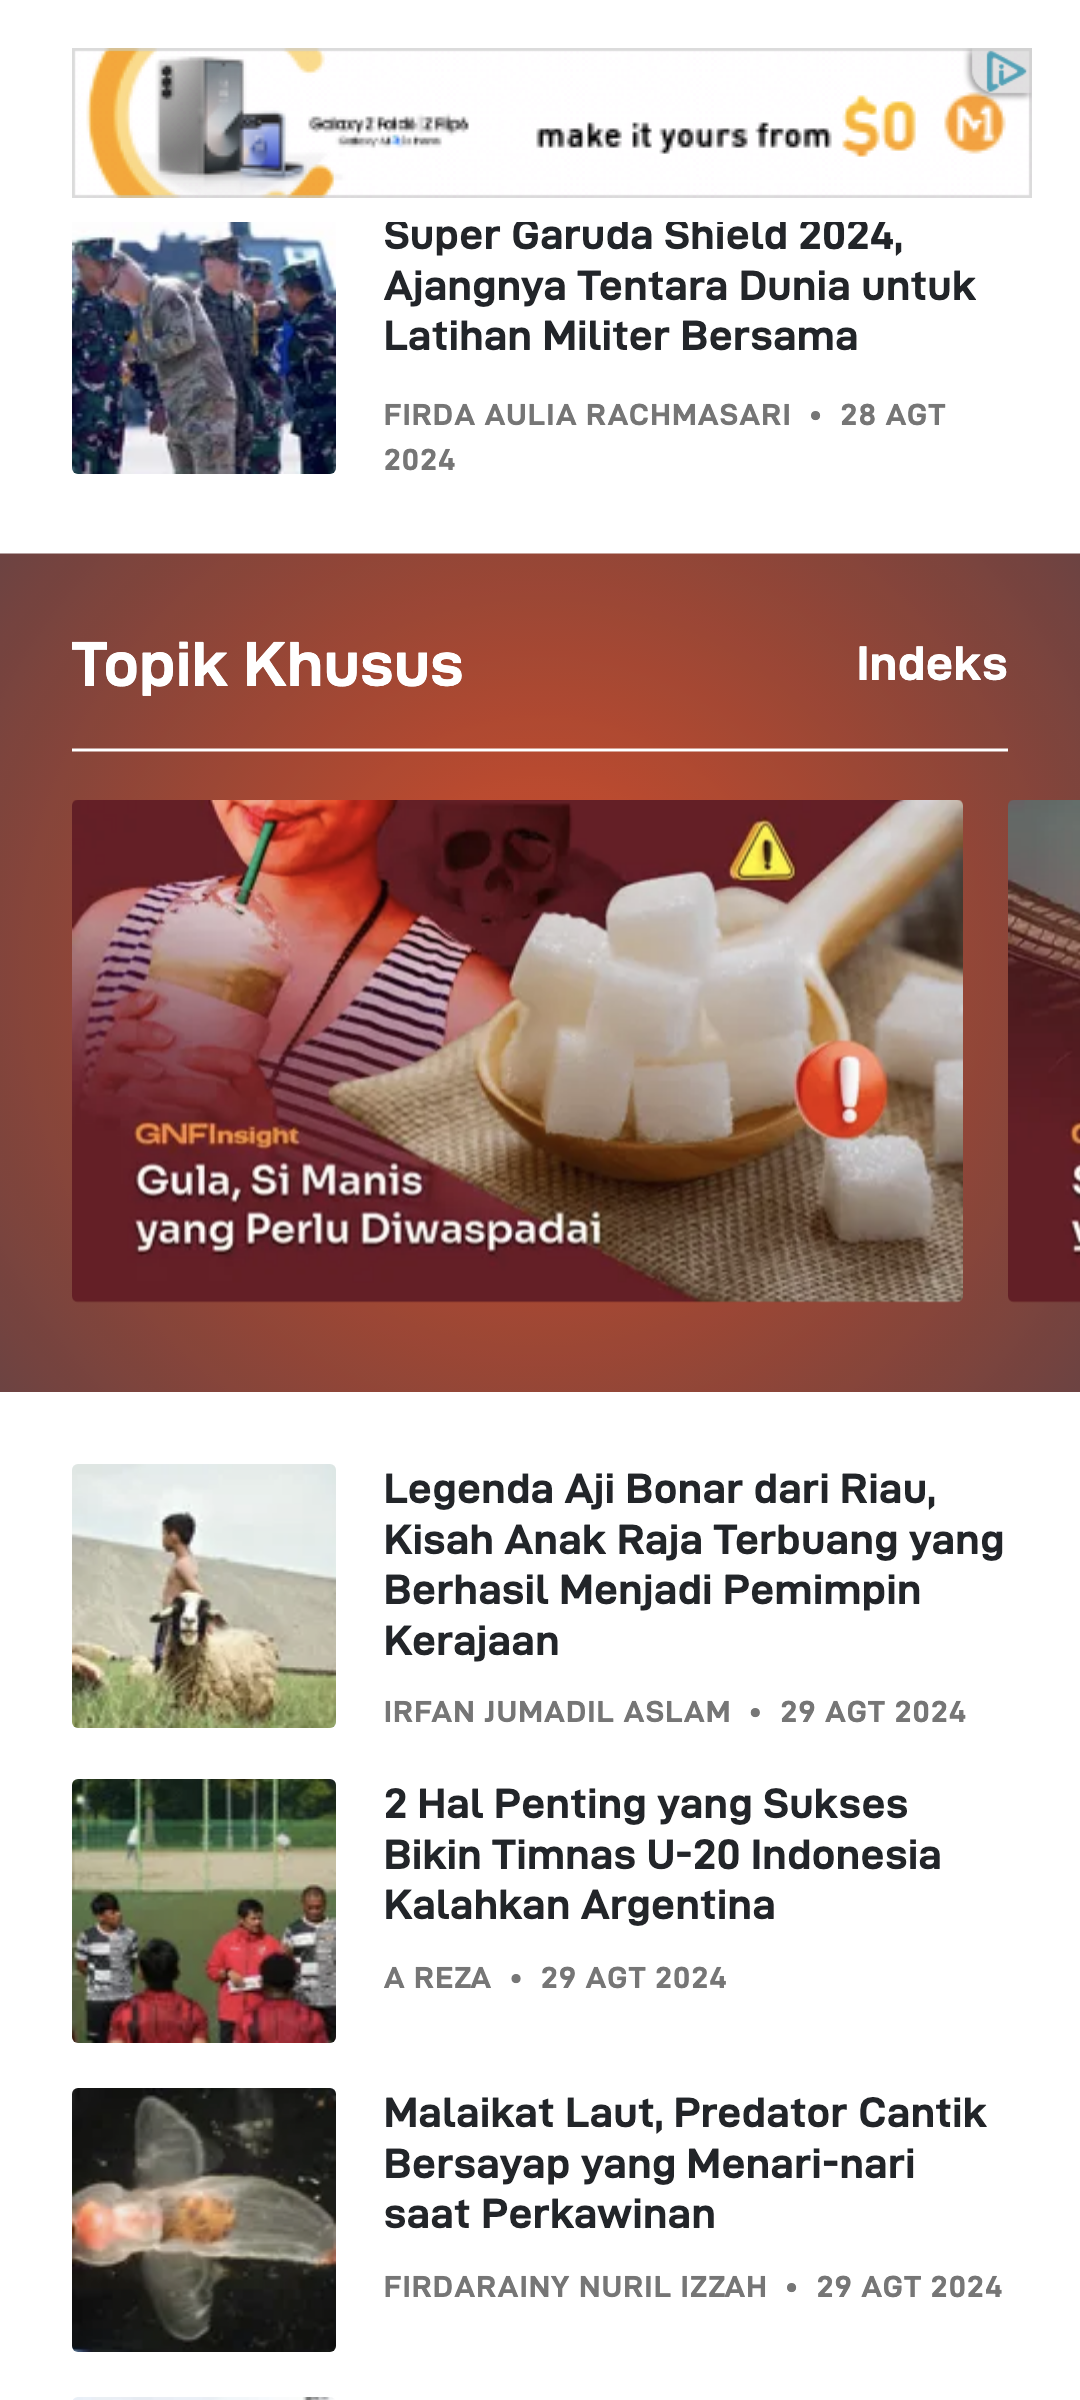 Galaxy Z Fold6 | Z Flip6
make it yours from $0
M1
Super Garuda Shield 2024,
Ajangnya Tentara Dunia untuk
Latihan Militer Bersama
FIRDA AULIA RACHMASARI • 28 AGT
2024
Topik Khusus
Indeks
GNFInsight
Gula, Si Manis
yang Perlu Diwaspadai
Legenda Aji Bonar dari Riau,
Kisah Anak Raja Terbuang yang
Berhasil Menjadi Pemimpin
Kerajaan
IRFAN JUMADIL ASLAM • 29 AGT 2024
2 Hal Penting yang Sukses
Bikin Timnas U-20 Indonesia
Kalahkan Argentina
A REZA • 29 AGT 2024
Malaikat Laut, Predator Cantik
Bersayap yang Menari-nari
saat Perkawinan
FIRDARAINY NURIL IZZAH • 29 AGT 2024